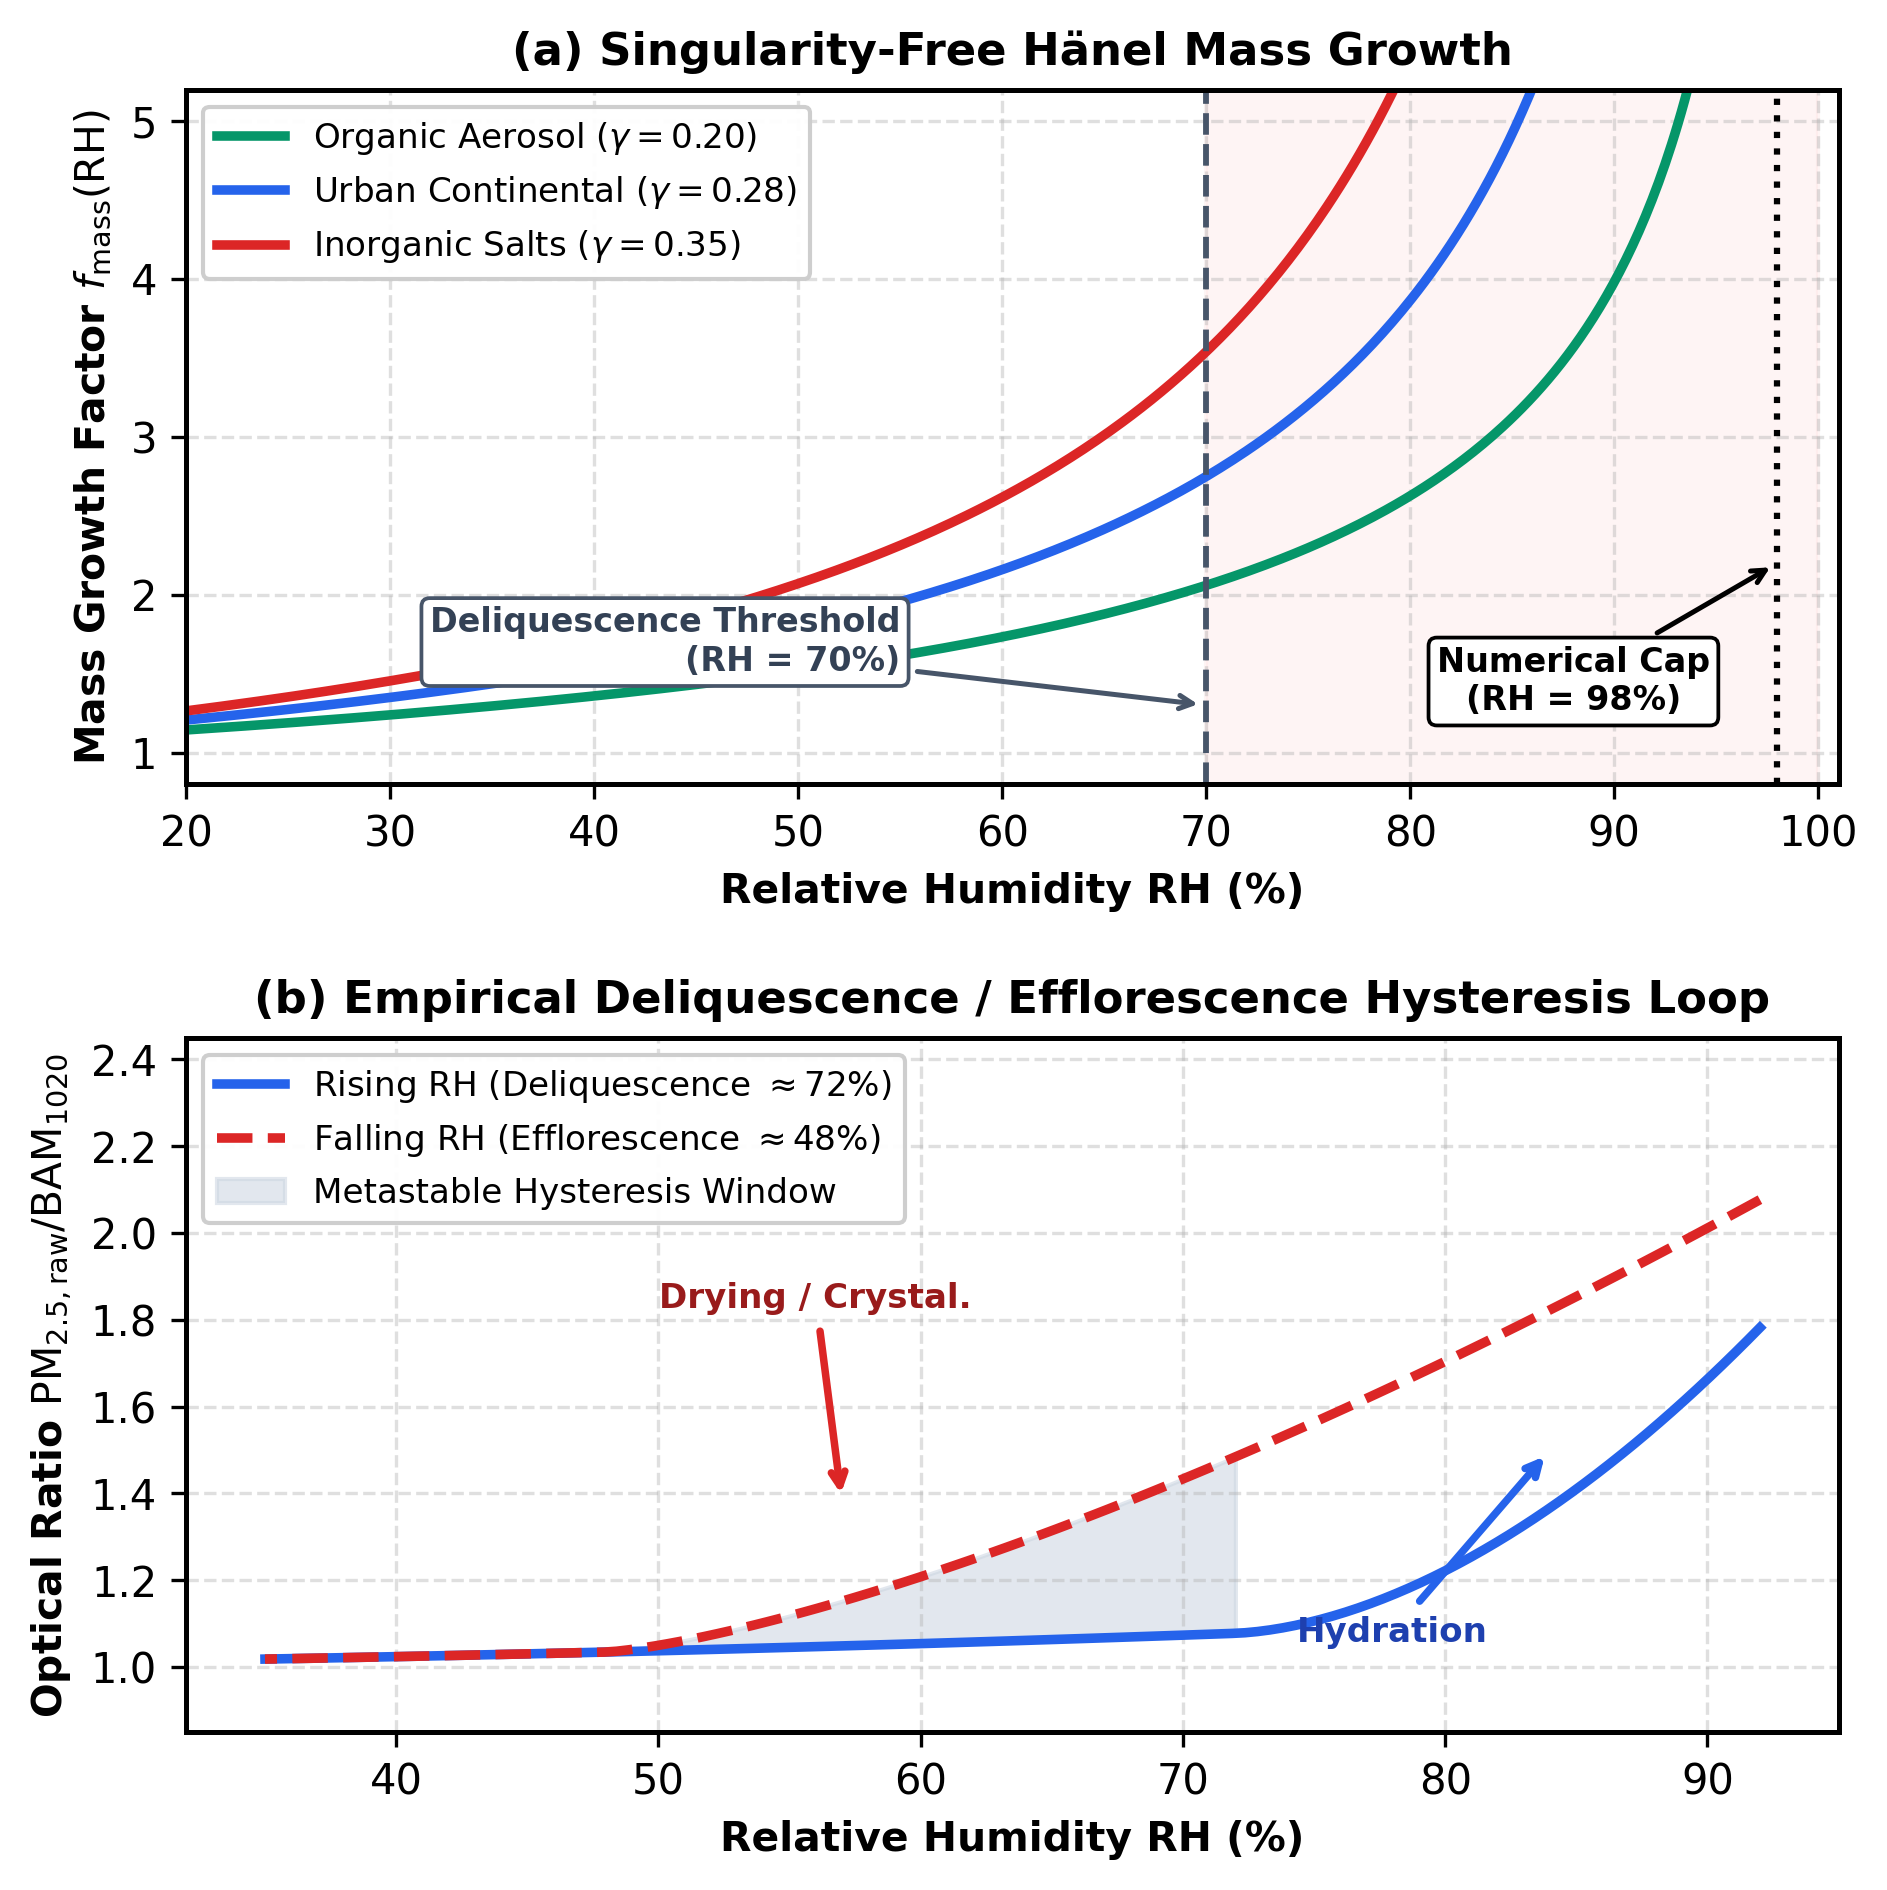 (a) Singularity-Free Hänel Mass Growth
Mass Growth Factor f_mass(RH)
Organic Aerosol (γ = 0.20)
Urban Continental (γ = 0.28)
Inorganic Salts (γ = 0.35)
5
4
3
2
1
Deliquescence Threshold
(RH = 70%)
Numerical Cap
(RH = 98%)
20 30 40 50 60 70 80 90 100
Relative Humidity RH (%)
(b) Empirical Deliquescence / Efflorescence Hysteresis Loop
Optical Ratio PM_2.5, raw/BAM_1020
Rising RH (Deliquescence ≈ 72%)
Falling RH (Efflorescence ≈ 48%)
Metastable Hysteresis Window
2.4
2.2
2.0
1.8
1.6
1.4
1.2
1.0
Drying / Crystal.
Hydration
40 50 60 70 80 90
Relative Humidity RH (%)